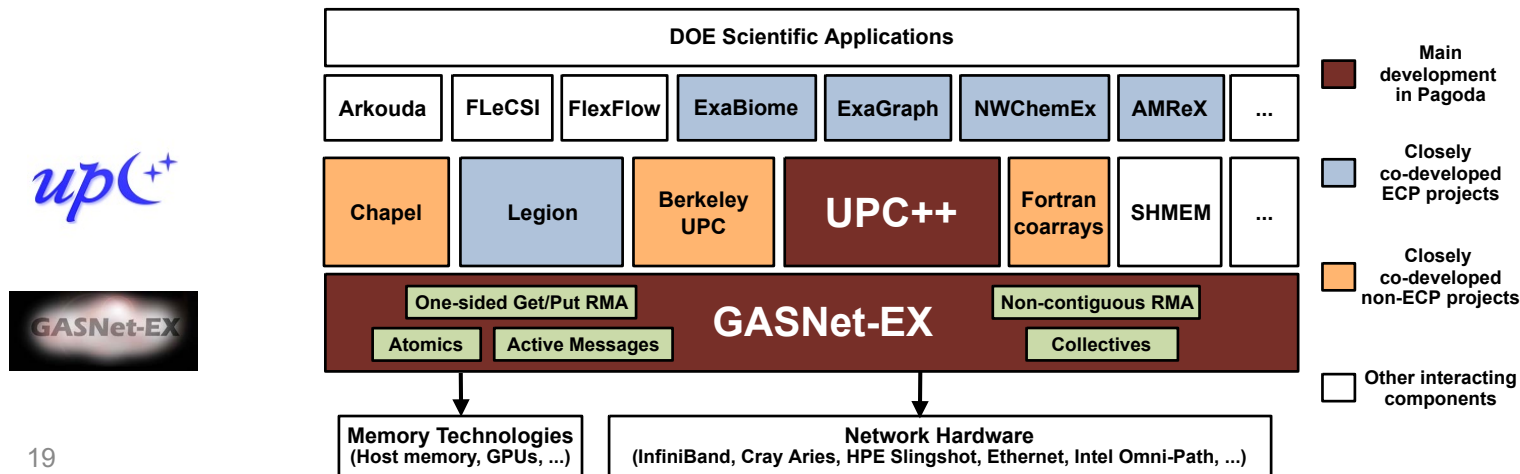 DOE Scientific Applications
Arkouda
FLeCSI
FlexFlow
ExaBiome
ExaGraph
NWChemEx
AMReX
...
upC++
Chapel
Legion
Berkeley
UPC
UPC++
Fortran
coarrays
SHMEM
...
GASNet-EX
One-sided Get/Put RMA
Atomics
Active Messages
GASNet-EX
Non-contiguous RMA
Collectives
Memory Technologies
(Host memory, GPUs, ...)
Network Hardware
(InfiniBand, Cray Aries, HPE Slingshot, Ethernet, Intel Omni-Path, ...)
Main
development
in Pagoda
Closely
co-developed
ECP projects
Closely
co-developed
non-ECP projects
Other interacting
components
19